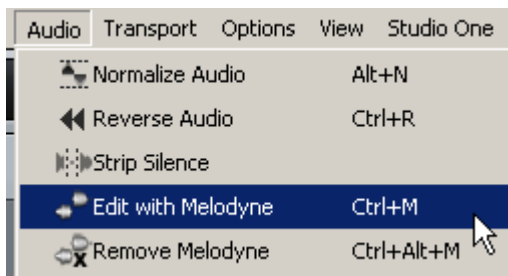 Audio Transport Options View Studio One
Normalize Audio Alt+N
Reverse Audio Ctrl+R
Strip Silence
Edit with Melodyne Ctrl+M
Remove Melodyne Ctrl+Alt+M